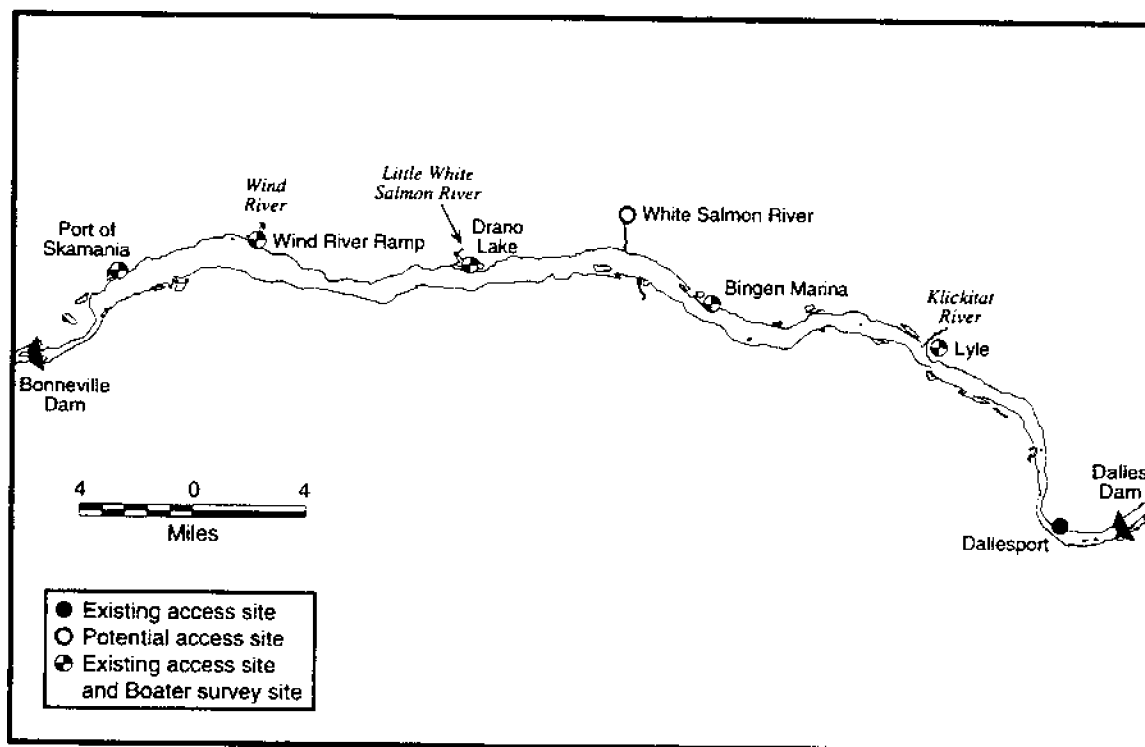 Wind
River
Little White
Salmon River
Port of
Skamania
Wind River Ramp
Drano
Lake
White Salmon River
Bingen Marina
Klickitat
River
Lyle
Bonneville
Dam
4 0 4
Miles
Dalles
Dam
Dallesport
Existing access site
Potential access site
Existing access site
and Boater survey site